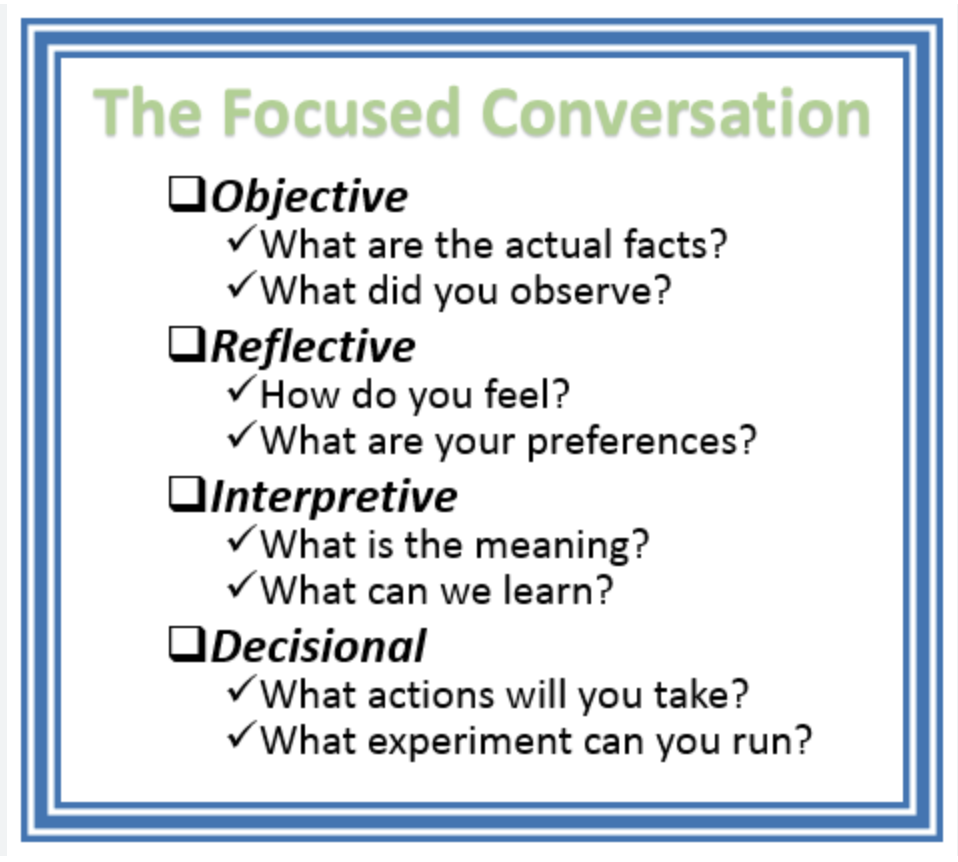 The Focused Conversation
❑Objective
✓What are the actual facts?
✓What did you observe?
❑Reflective
✓How do you feel?
✓What are your preferences?
❑Interpretive
✓What is the meaning?
✓What can we learn?
❑Decisional
✓What actions will you take?
✓What experiment can you run?